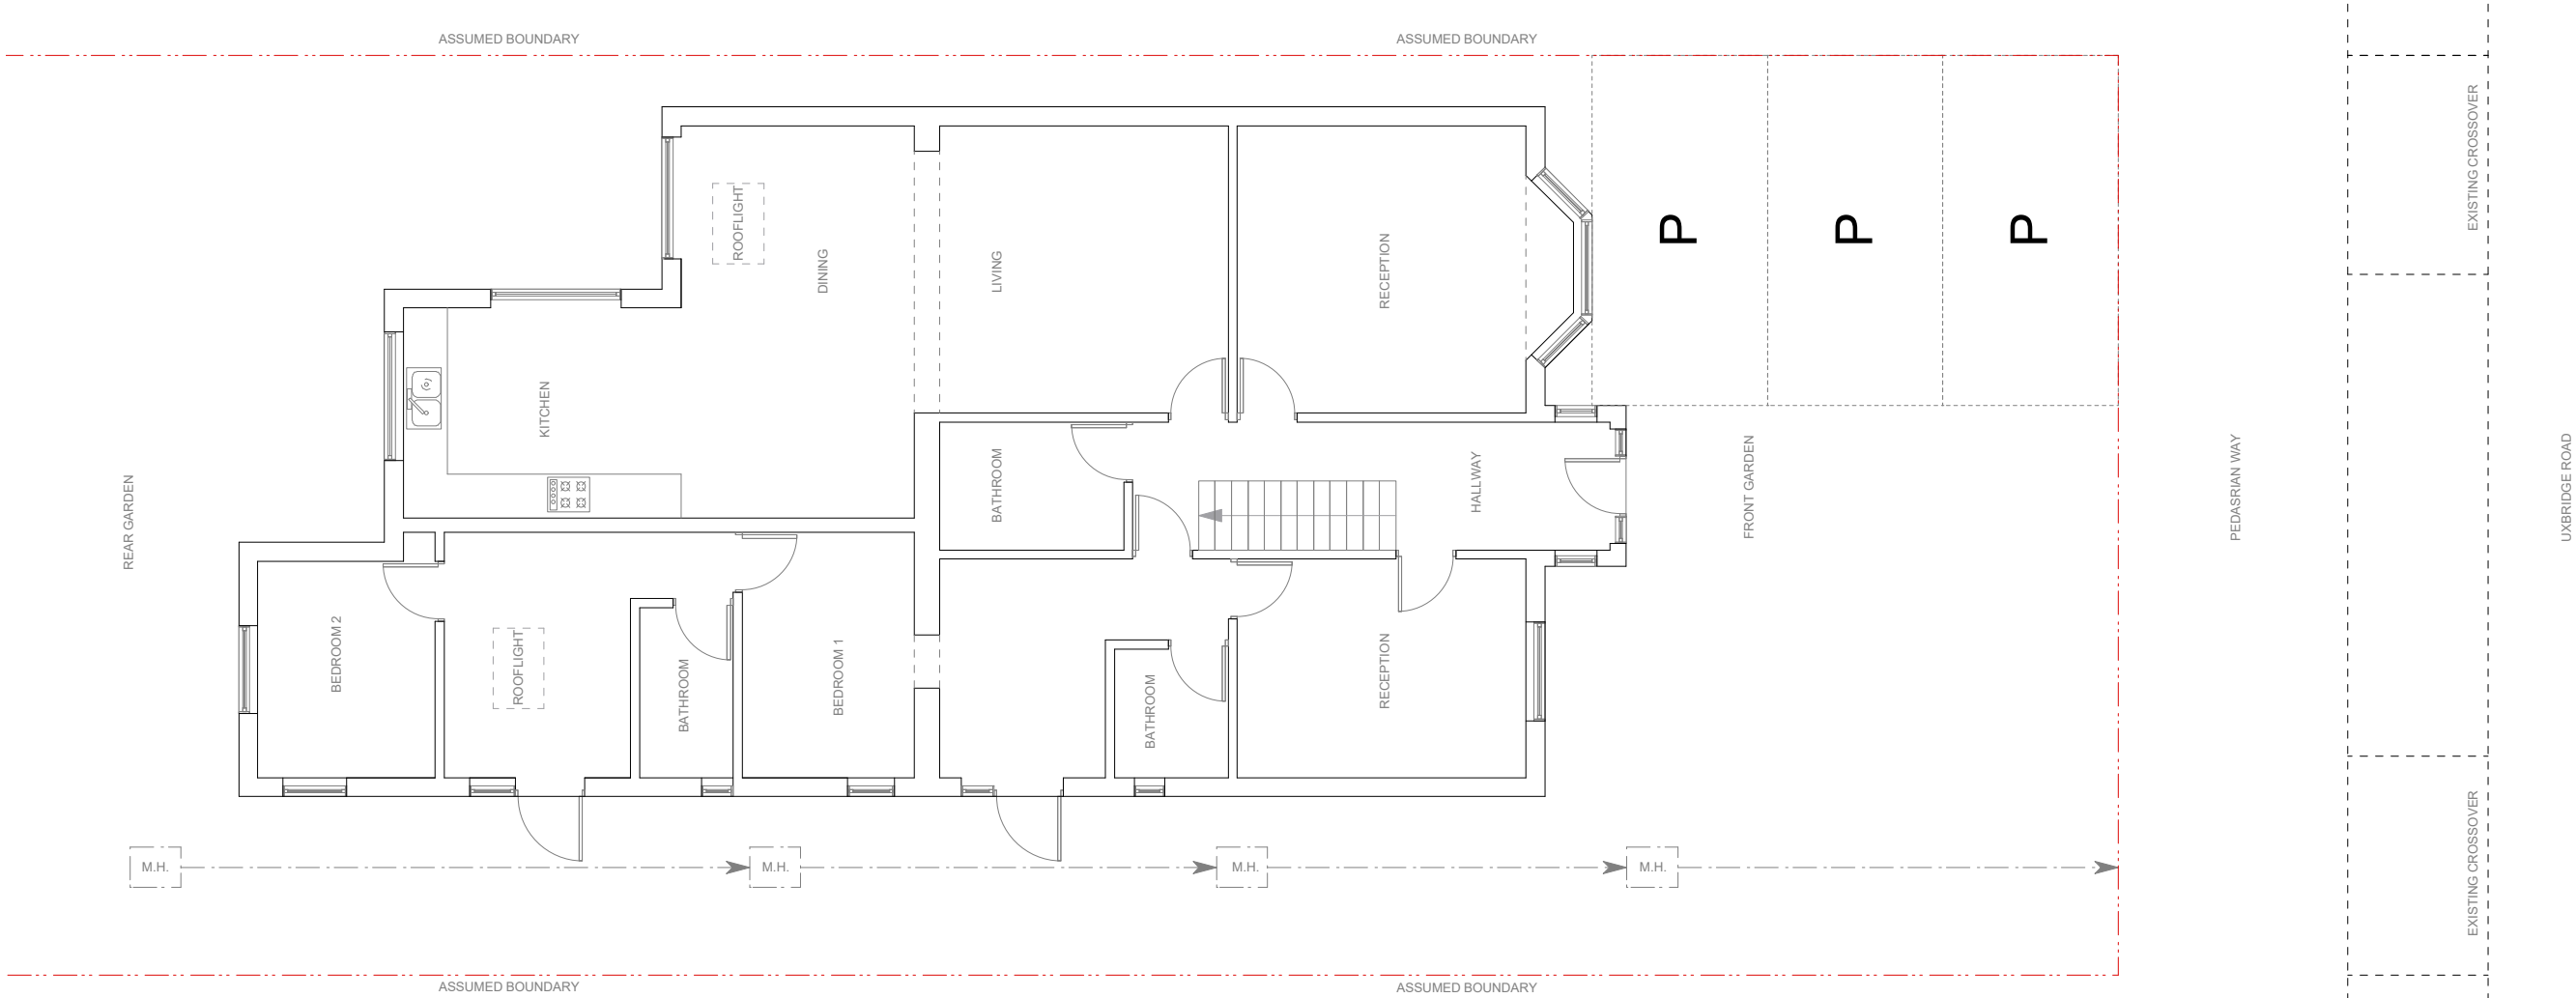 ASSUMED BOUNDARY
ASSUMED BOUNDARY
EXISTING CROSSOVER
ROOFLIGHT
DINING
LIVING
RECEPTION
P
P
P
KITCHEN
BATHROOM
HALLWAY
FRONT GARDEN
PEDASRIAN WAY
UXBRIDGE ROAD
REAR GARDEN
BEDROOM 2
ROOFLIGHT
BATHROOM
BEDROOM 1
BATHROOM
RECEPTION
EXISTING CROSSOVER
M.H.
M.H.
M.H.
M.H.
ASSUMED BOUNDARY
ASSUMED BOUNDARY